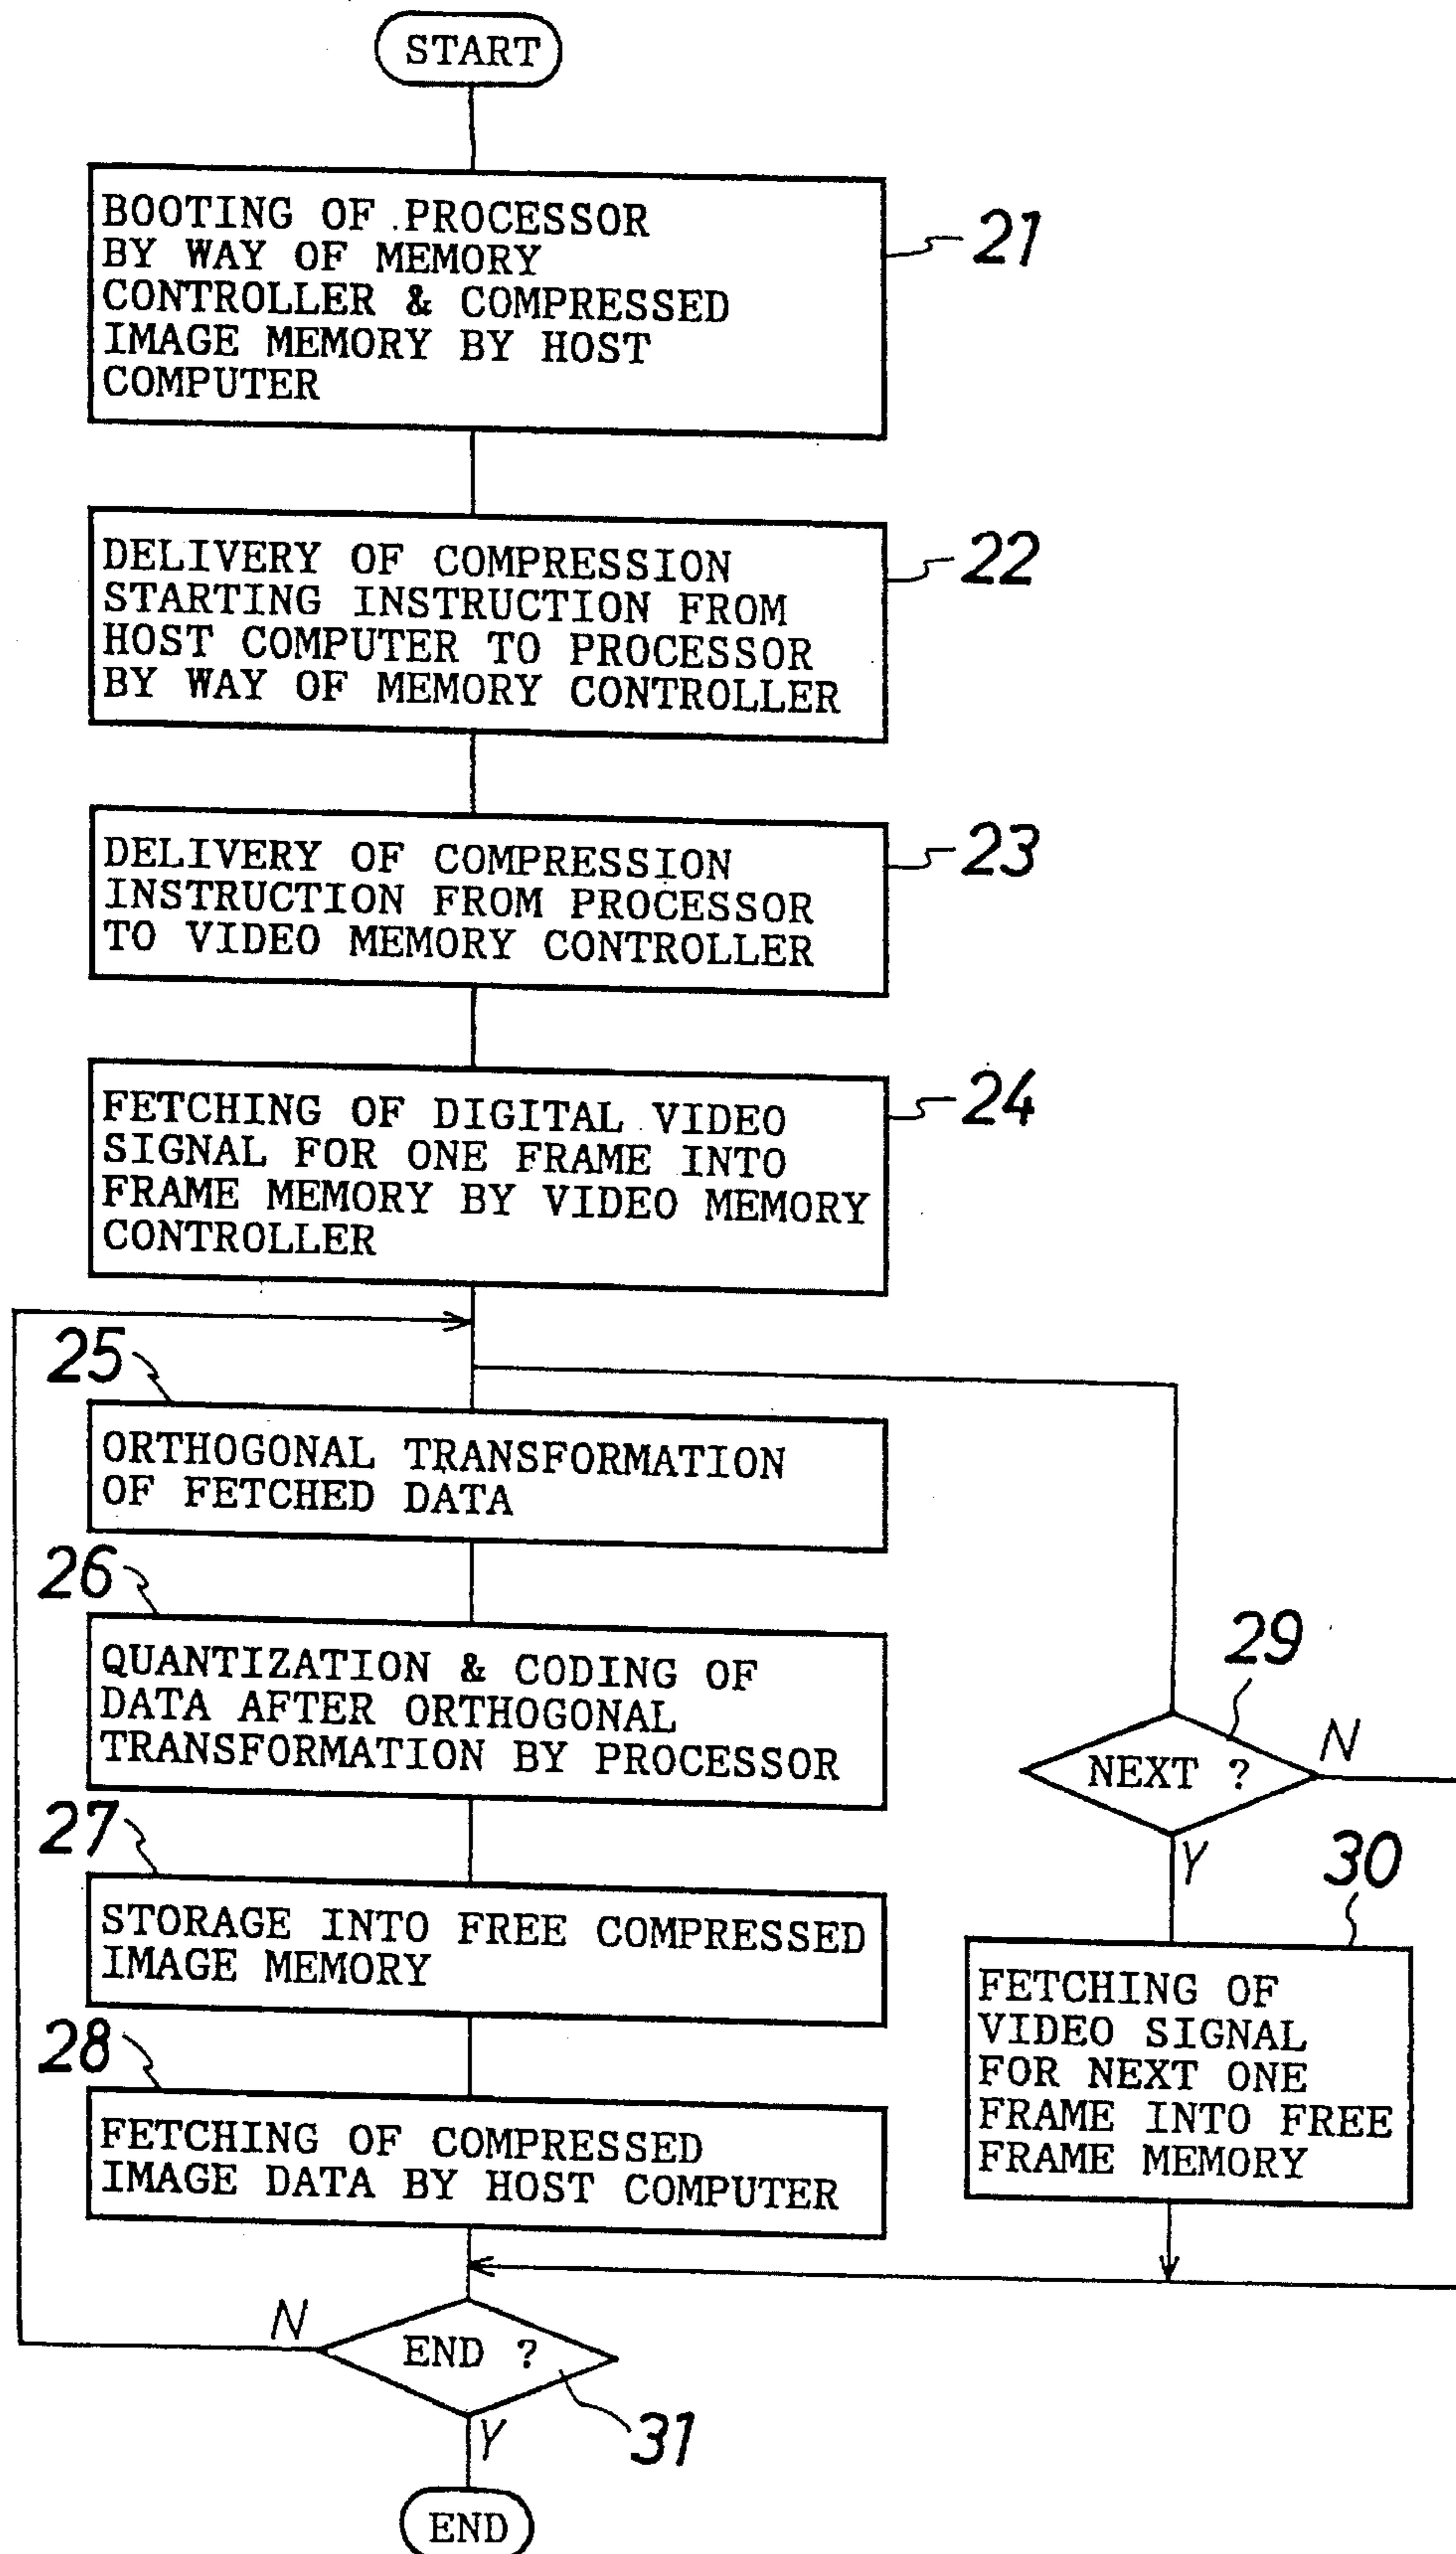 START
BOOTING OF PROCESSOR
BY WAY OF MEMORY
CONTROLLER & COMPRESSED
IMAGE MEMORY BY HOST
COMPUTER
21
DELIVERY OF COMPRESSION
STARTING INSTRUCTION FROM
HOST COMPUTER TO PROCESSOR
BY WAY OF MEMORY CONTROLLER
22
DELIVERY OF COMPRESSION
INSTRUCTION FROM PROCESSOR
TO VIDEO MEMORY CONTROLLER
23
FETCHING OF DIGITAL VIDEO
SIGNAL FOR ONE FRAME INTO
FRAME MEMORY BY VIDEO MEMORY
CONTROLLER
24
25
ORTHOGONAL TRANSFORMATION
OF FETCHED DATA
26
QUANTIZATION & CODING OF
DATA AFTER ORTHOGONAL
TRANSFORMATION BY PROCESSOR
27
STORAGE INTO FREE COMPRESSED
IMAGE MEMORY
28
FETCHING OF COMPRESSED
IMAGE DATA BY HOST COMPUTER
29
NEXT ?
N
Y
30
FETCHING OF
VIDEO SIGNAL
FOR NEXT ONE
FRAME INTO FREE
FRAME MEMORY
N
END ?
31
Y
END